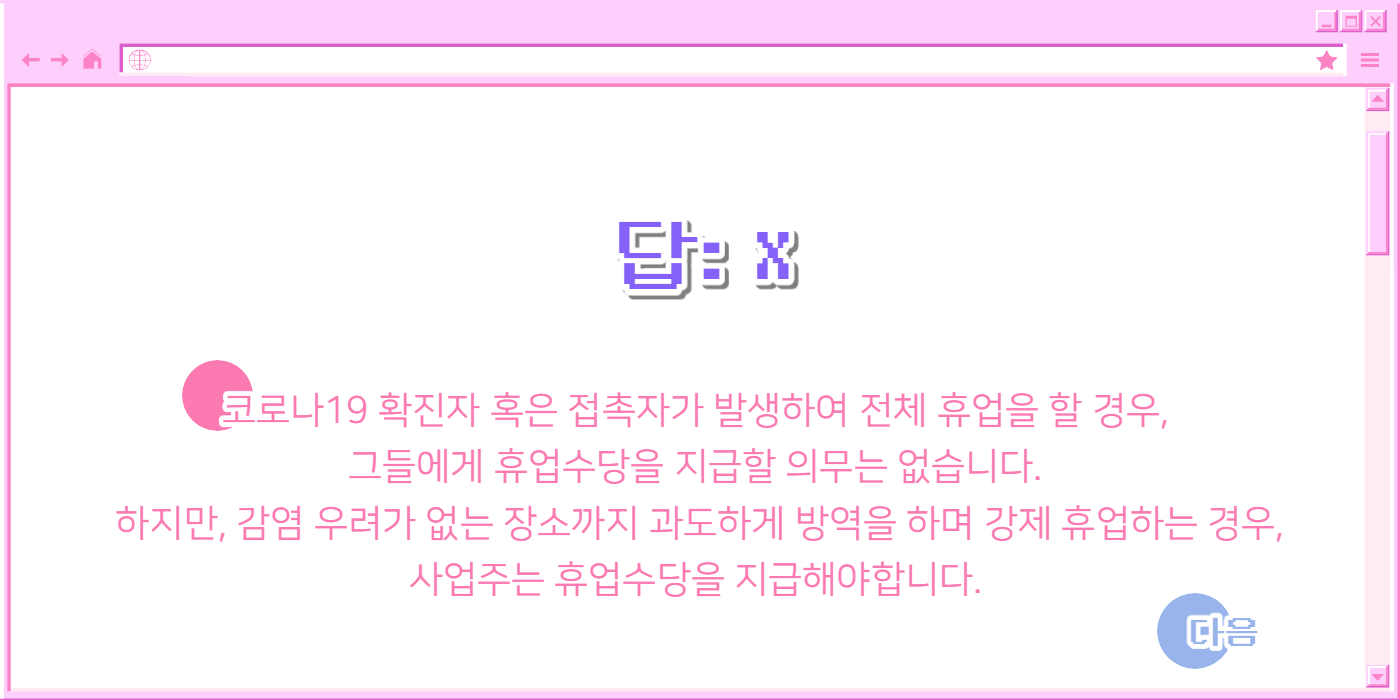 답: X
코로나19 확진자 혹은 접촉자가 발생하여 전체 휴업을 할 경우,
그들에게 휴업수당을 지급할 의무는 없습니다.
하지만, 감염 우려가 없는 장소까지 과도하게 방역을 하며 강제 휴업하는 경우,
사업주는 휴업수당을 지급해야합니다.
다음